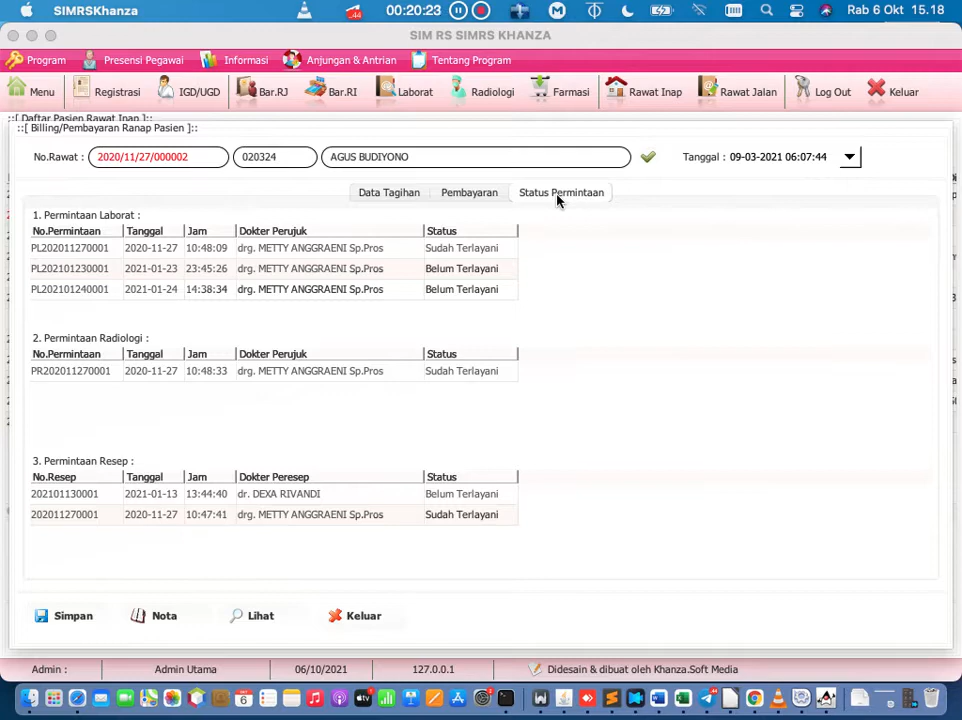 SIMRSKhanza 44 00:20:23 Rab 6 Okt 15.18
SIM RS SIMRS KHANZA
Program Presensi Pegawai Informasi Anjungan & Antrian Tentang Program
Menu Registrasi IGD/UGD Bar.RJ Bar.RI Laborat Radiologi Farmasi Rawat Inap Rawat Jalan Log Out Keluar
::[ Daftar Pasien Rawat Inap ]::
::[ Billing/Pembayaran Ranap Pasien ]::
No.Rawat : 2020/11/27/000002 020324 AGUS BUDIYONO Tanggal : 09-03-2021 06:07:44
Data Tagihan Pembayaran Status Permintaan
1. Permintaan Laborat :
No.Permintaan Tanggal Jam Dokter Perujuk Status
PL202011270001 2020-11-27 10:48:09 drg. METTY ANGGRAENI Sp.Pros Sudah Terlayani
PL202101230001 2021-01-23 23:45:26 drg. METTY ANGGRAENI Sp.Pros Belum Terlayani
PL202101240001 2021-01-24 14:38:34 drg. METTY ANGGRAENI Sp.Pros Belum Terlayani
2. Permintaan Radiologi :
No.Permintaan Tanggal Jam Dokter Perujuk Status
PR202011270001 2020-11-27 10:48:33 drg. METTY ANGGRAENI Sp.Pros Sudah Terlayani
3. Permintaan Resep :
No.Resep Tanggal Jam Dokter Peresep Status
202101130001 2021-01-13 13:44:40 dr. DEXA RIVANDI Belum Terlayani
202011270001 2020-11-27 10:47:41 drg. METTY ANGGRAENI Sp.Pros Sudah Terlayani
Simpan Nota Lihat Keluar
Admin : Admin Utama 06/10/2021 127.0.0.1 Didesain & dibuat oleh Khanza.Soft Media